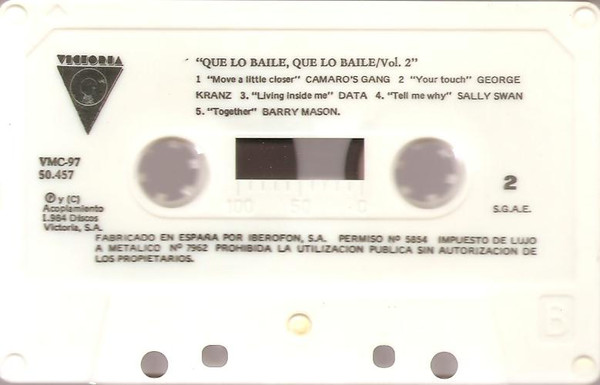 VICTORIA
"QUE LO BAILE, QUE LO BAILE/Vol. 2"
1 "Move a little closer" CAMARO'S GANG 2 "Your touch" GEORGE
KRANZ 3. "Living inside me" DATA 4. "Tell me why" SALLY SWAN
5. "Together" BARRY MASON.
VMC-97
50.457
2
S.G.A.E.
Ⓟ y (C)
Acoplamiento
1.984 Discos
Victoria, S.A.
100 50 0
FABRICADO EN ESPAÑA POR IBEROFON, S.A. PERMISO Nº 5854 IMPUESTO DE LUJO
A METALICO Nº 7962 PROHIBIDA LA UTILIZACION PUBLICA SIN AUTORIZACION DE
LOS PROPIETARIOS.